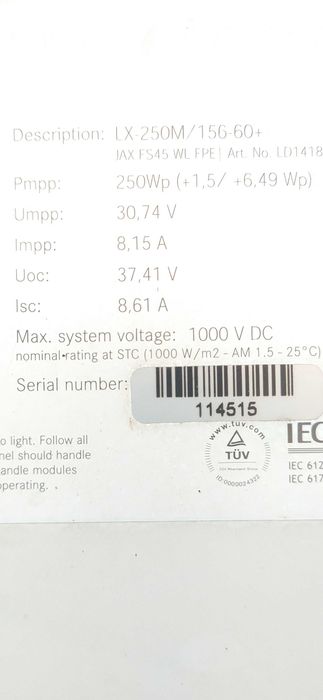 Description: LX-250M/156-60+
JAX FS45 WL FPE | Art. No. LD1418
Pmpp: 250Wp (+1,5/ +6,49 Wp)
Umpp: 30,74 V
Impp: 8,15 A
Uoc: 37,41 V
Isc: 8,61 A
Max. system voltage: 1000 V DC
nominal-rating at STC (1000 W/m2 - AM 1.5 - 25°C)
Serial number:
114515
o light. Follow all
nel should handle
andle modules
operating.
www.tuv.com
TÜV
ID:0000024322
IEC
IEC 612
IEC 617